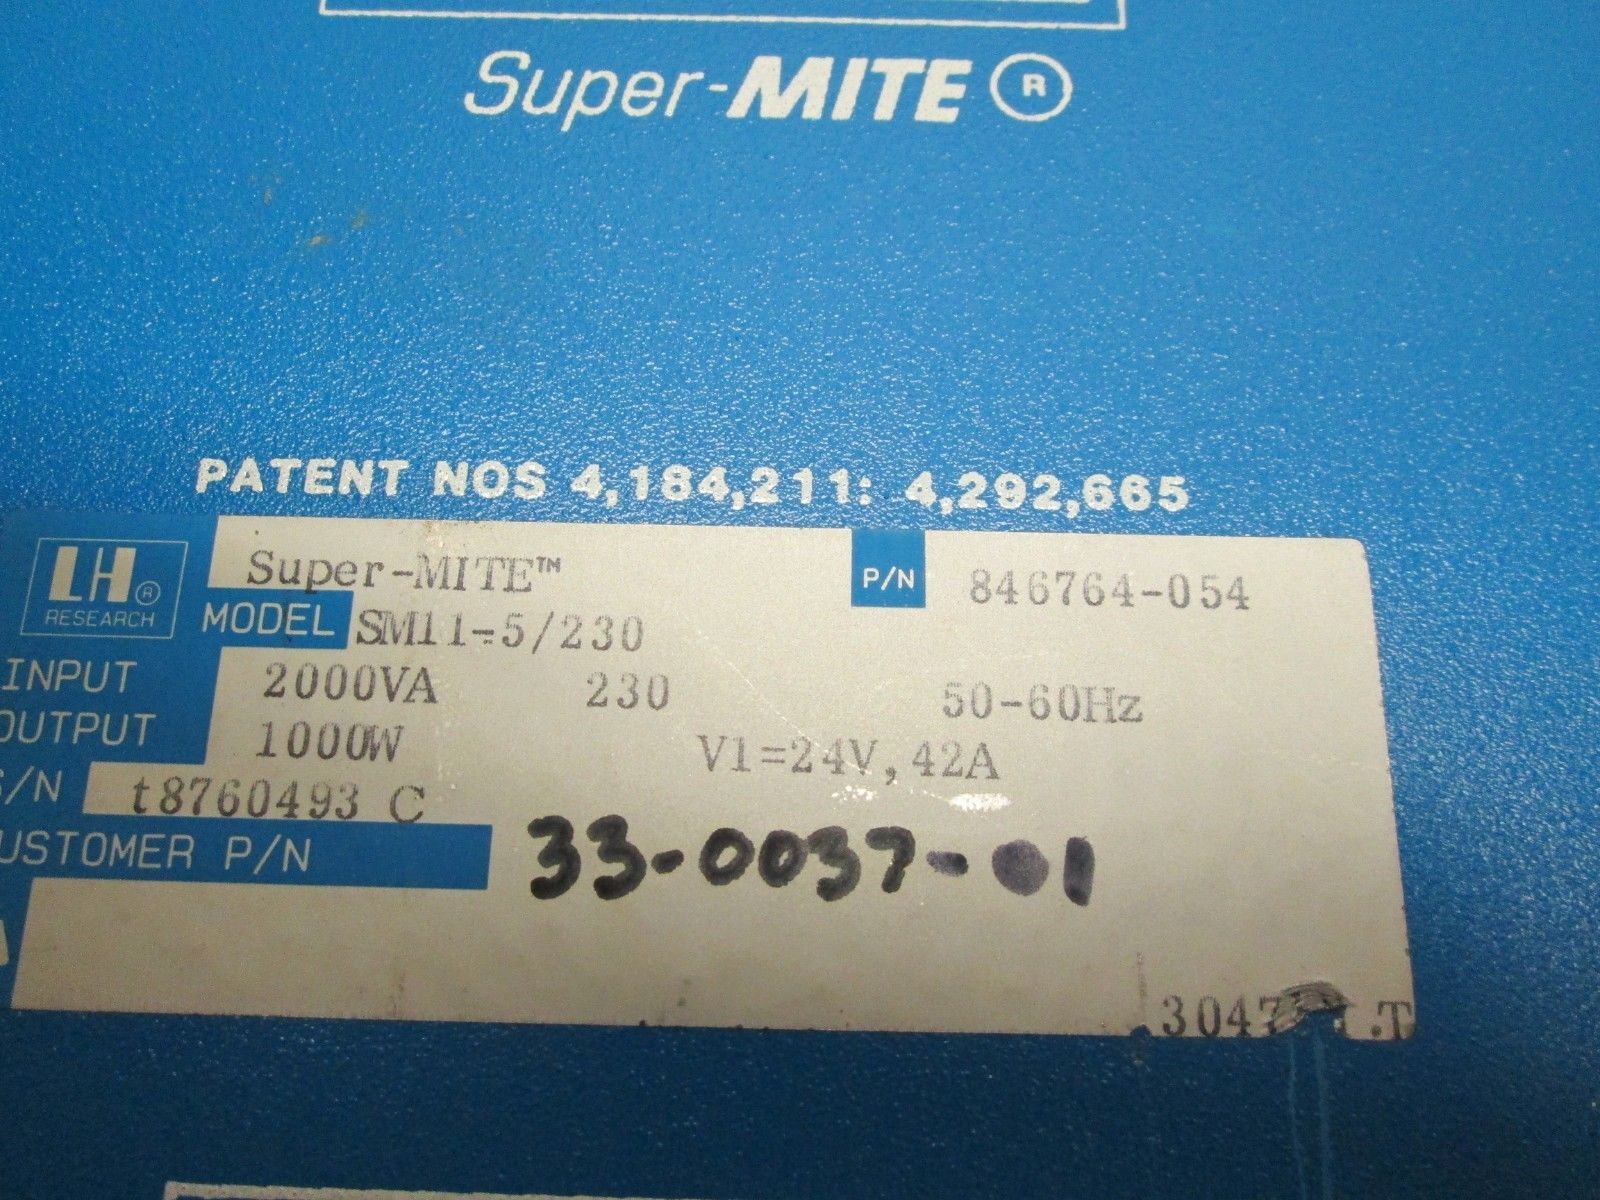 Super-MITE ®
PATENT NOS 4,184,211: 4,292,665
LH ®
RESEARCH
Super-MITE™
P/N 846764-054
MODEL SM11-5/230
INPUT 2000VA 230 50-60Hz
OUTPUT 1000W V1=24V, 42A
S/N t8760493 C
CUSTOMER P/N 33-0037-01